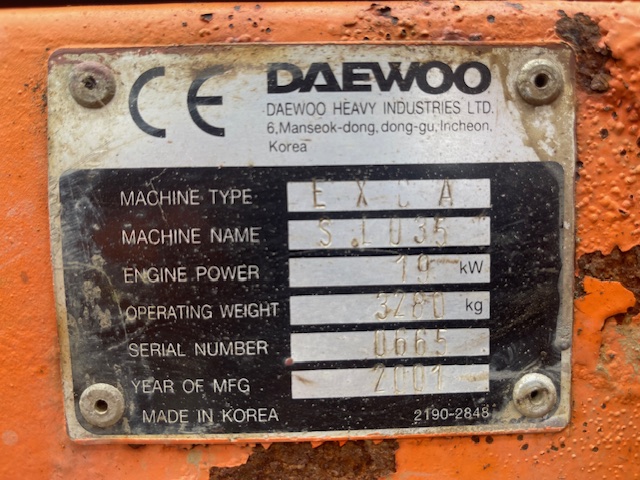 CE DAEWOO
DAEWOO HEAVY INDUSTRIES LTD.
6,Manseok-dong, dong-gu, Incheon,
Korea
MACHINE TYPE E X C A
MACHINE NAME S.L035
ENGINE POWER 19 kW
OPERATING WEIGHT 3280 kg
SERIAL NUMBER 0665
YEAR OF MFG 2001
MADE IN KOREA 2190-2848